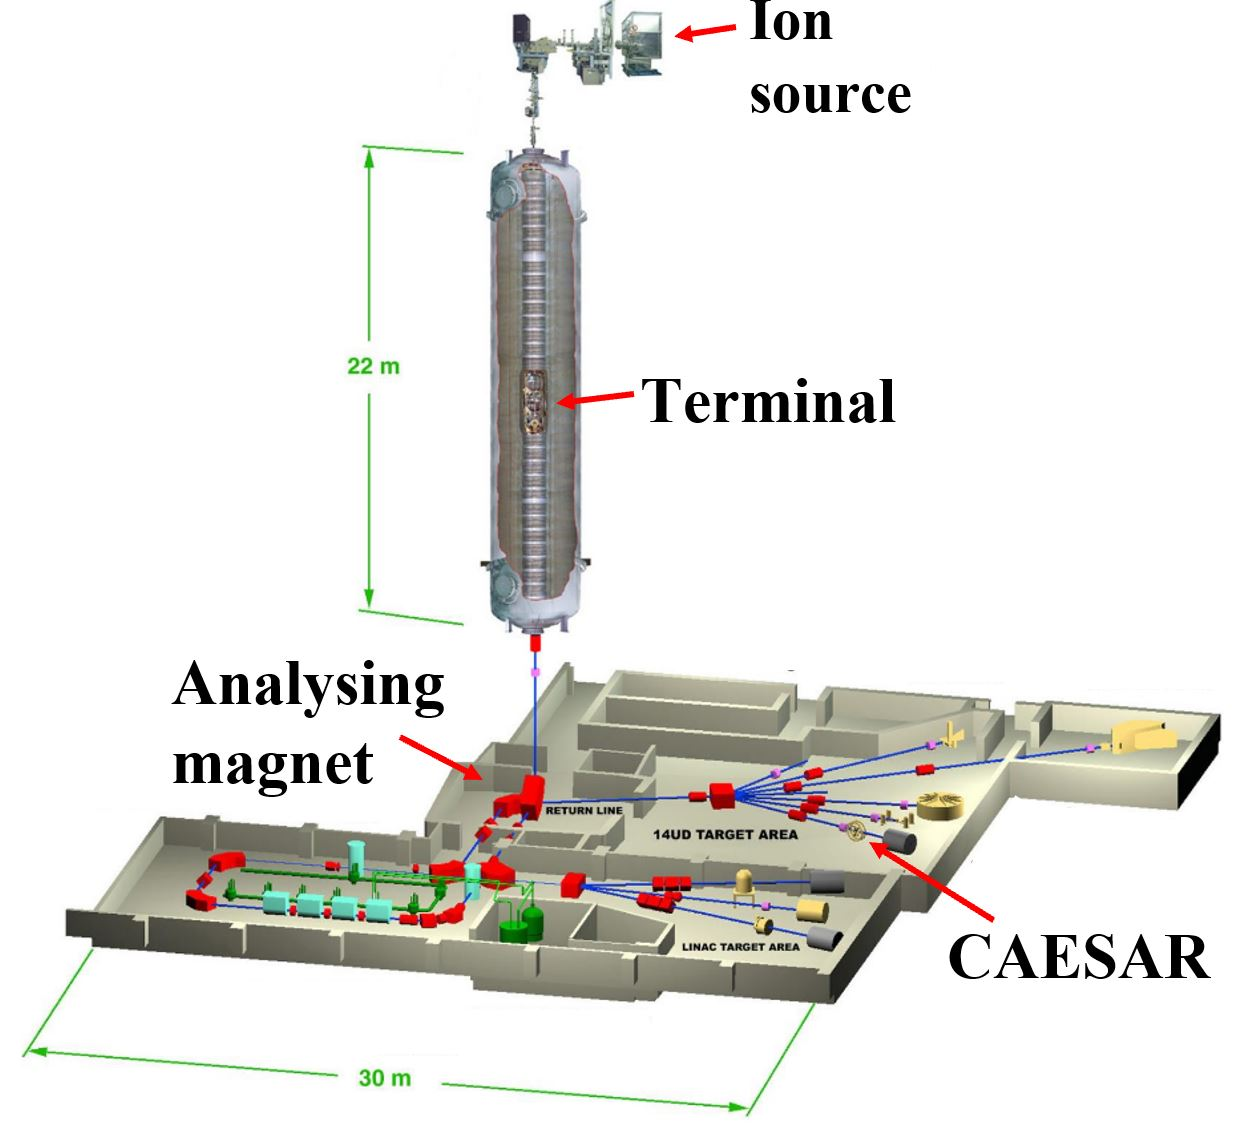 Ion
source
22 m
Terminal
Analysing
magnet
RETURN LINE
14UD TARGET AREA
CAESAR
LINAC TARGET AREA
30 m